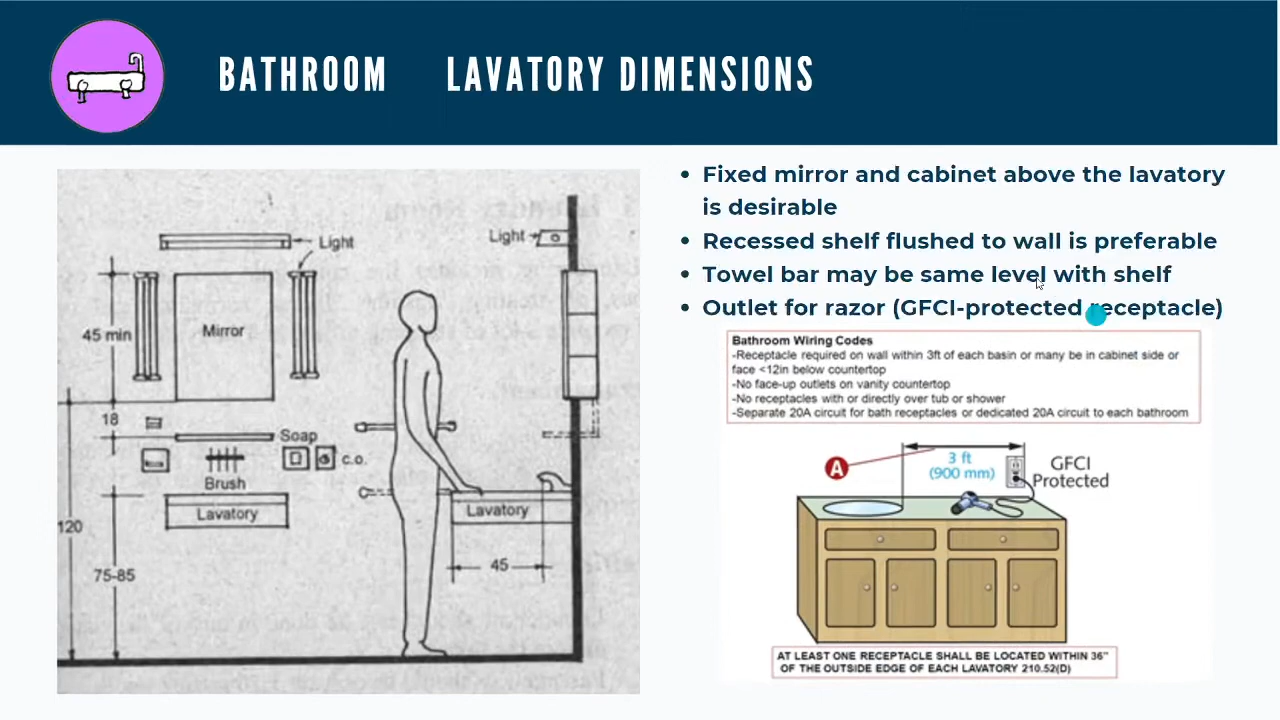 BATHROOM LAVATORY DIMENSIONS
Light
Mirror
45 min
18
Soap
c.o.
Brush
Lavatory
120
75-85
Light
Lavatory
45
• Fixed mirror and cabinet above the lavatory
is desirable
• Recessed shelf flushed to wall is preferable
• Towel bar may be same level with shelf
• Outlet for razor (GFCI-protected receptacle)
Bathroom Wiring Codes
-Receptacle required on wall within 3ft of each basin or many be in cabinet side or
face <12in below countertop
-No face-up outlets on vanity countertop
-No receptacles with or directly over tub or shower
-Separate 20A circuit for bath receptacles or dedicated 20A circuit to each bathroom
A
3 ft
(900 mm)
GFCI
Protected
AT LEAST ONE RECEPTACLE SHALL BE LOCATED WITHIN 36"
OF THE OUTSIDE EDGE OF EACH LAVATORY 210.52(D)